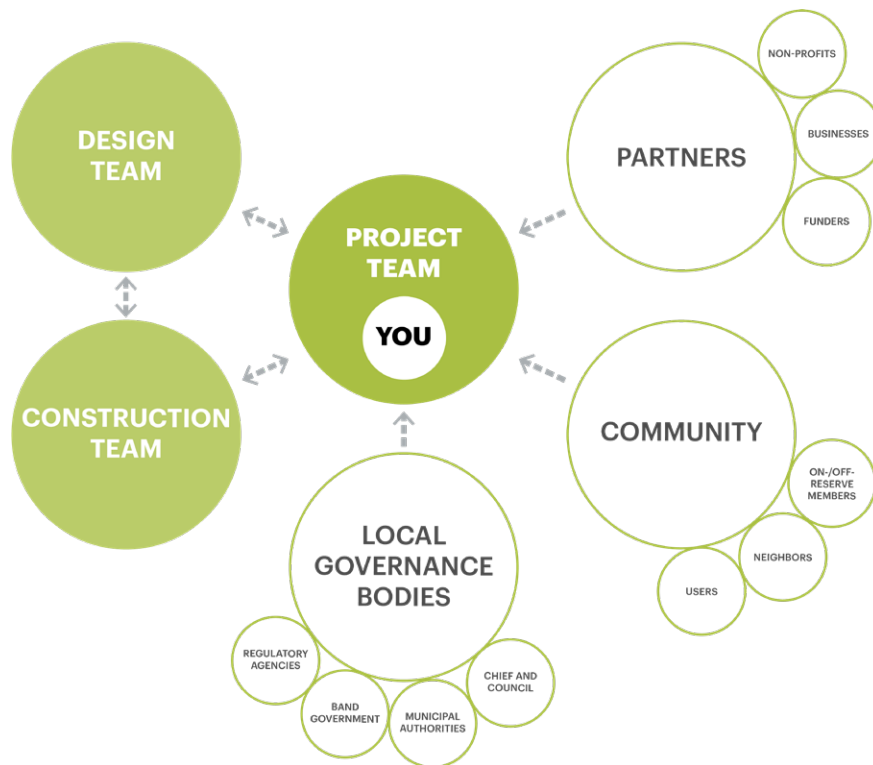 DESIGN
TEAM
PROJECT
TEAM
YOU
CONSTRUCTION
TEAM
PARTNERS
NON-PROFITS
BUSINESSES
FUNDERS
COMMUNITY
ON-/OFF-
RESERVE
MEMBERS
NEIGHBORS
USERS
LOCAL
GOVERNANCE
BODIES
REGULATORY
AGENCIES
BAND
GOVERNMENT
MUNICIPAL
AUTHORITIES
CHIEF AND
COUNCIL